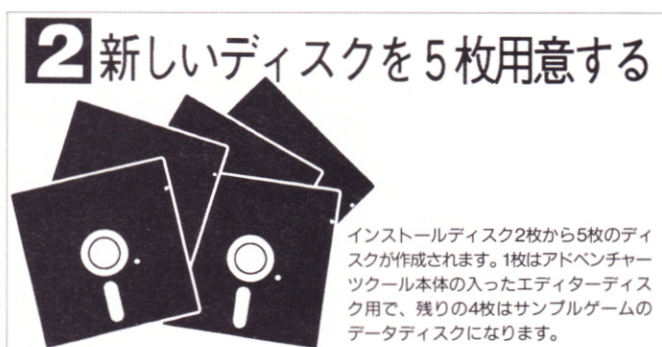 2 新しいディスクを5枚用意する
インストールディスク2枚から5枚のディ
スクが作成されます。1枚はアドベンチャー
ツクール本体の入ったエディターディス
ク用で、残りの4枚はサンプルゲームの
データディスクになります。